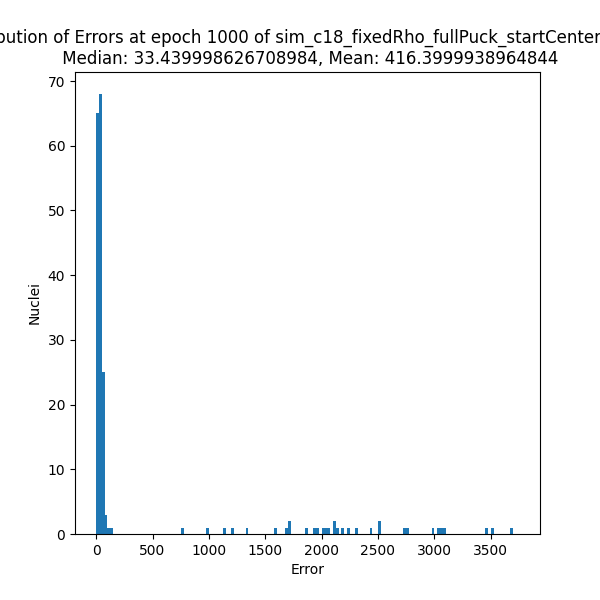 bution of Errors at epoch 1000 of sim_c18_fixedRho_fullPuck_startCenter
Median: 33.439998626708984, Mean: 416.3999938964844
70
60
50
40
30
20
10
0
Nuclei
0 500 1000 1500 2000 2500 3000 3500
Error